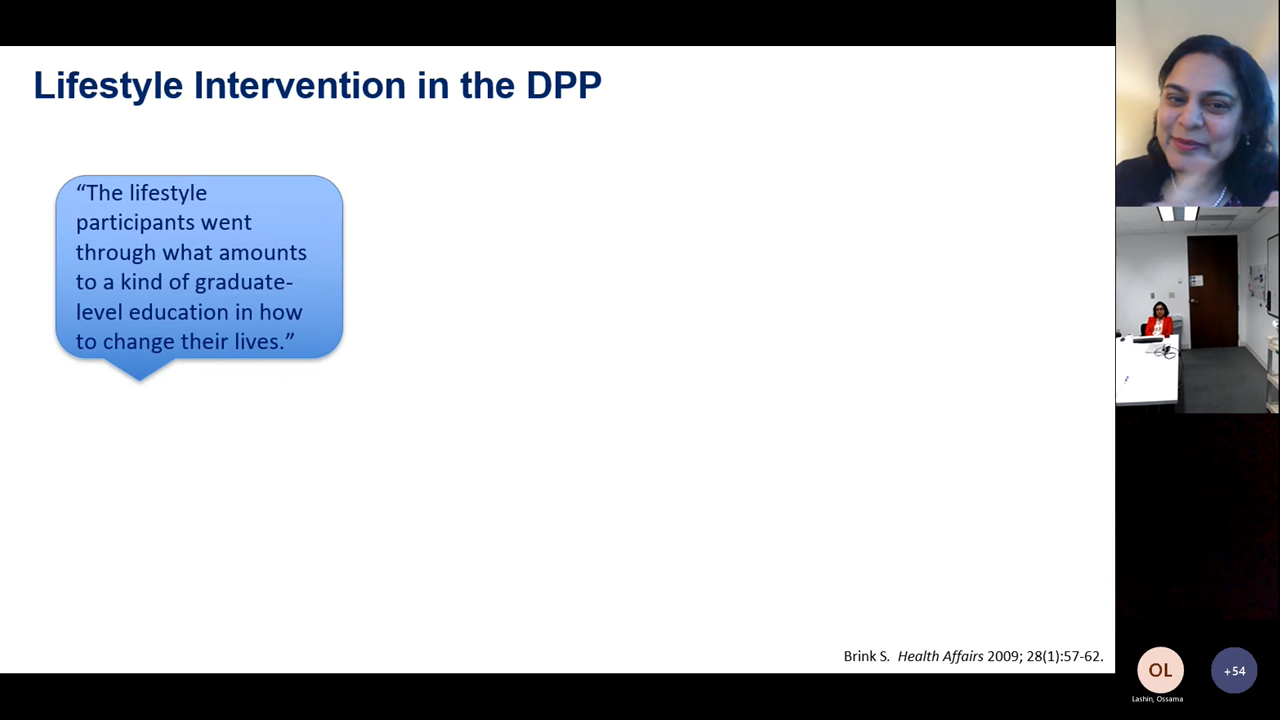 Lifestyle Intervention in the DPP
“The lifestyle
participants went
through what amounts
to a kind of graduate-
level education in how
to change their lives.”
Brink S. Health Affairs 2009; 28(1):57-62.
OL
+54
Lashin, Ossama